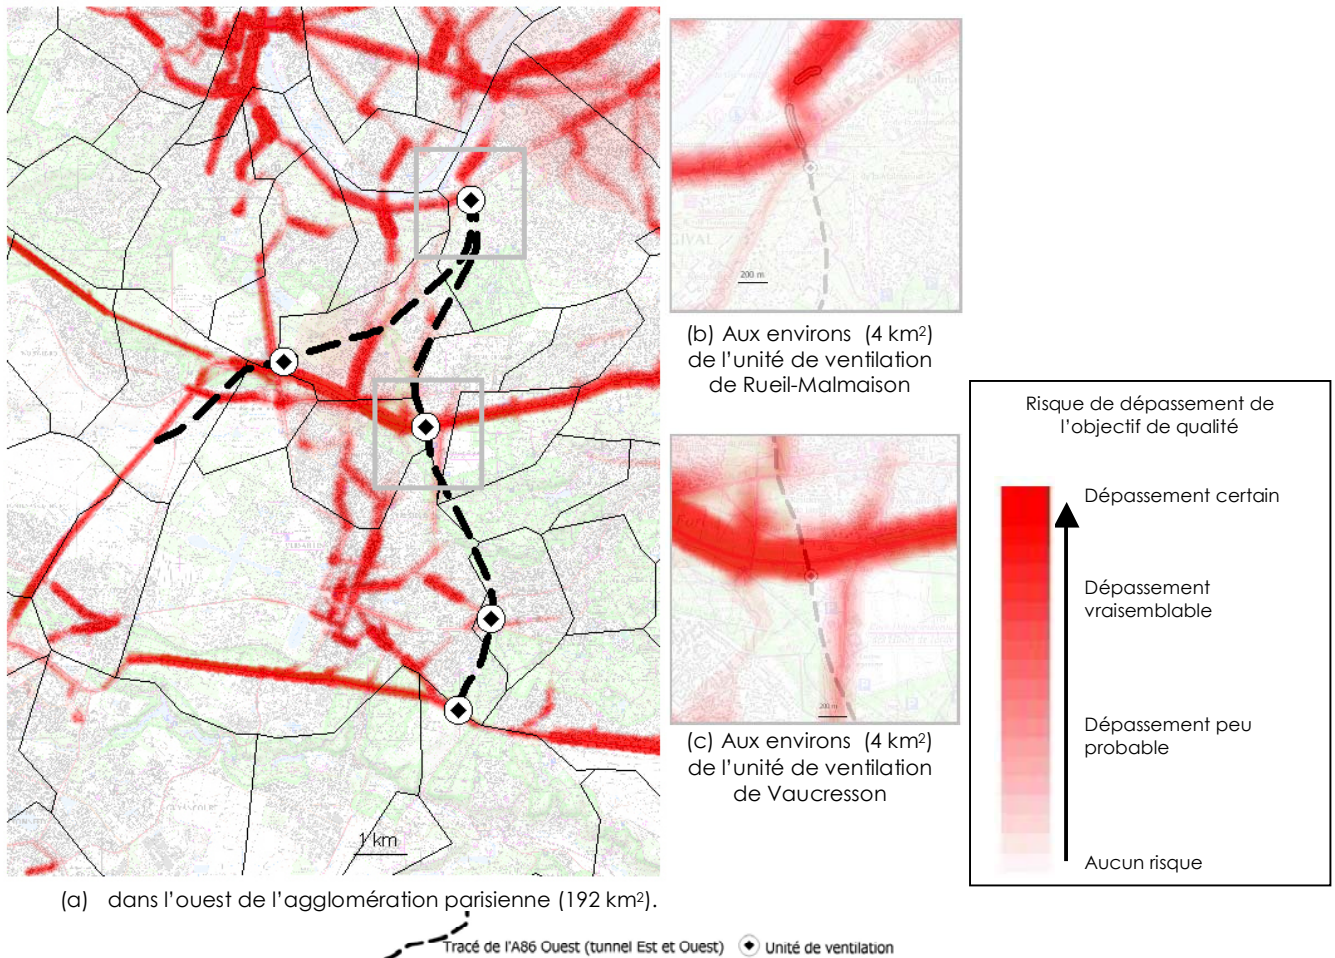 1 km
(a) dans l’ouest de l’agglomération parisienne (192 km²).
200 m
GIVAL
(b) Aux environs (4 km²)
de l’unité de ventilation
de Rueil-Malmaison
200 m
(c) Aux environs (4 km²)
de l’unité de ventilation
de Vaucresson
Risque de dépassement de
l’objectif de qualité
Dépassement certain
Dépassement
vraisemblable
Dépassement peu
probable
Aucun risque
Tracé de l'A86 Ouest (tunnel Est et Ouest)
Unité de ventilation